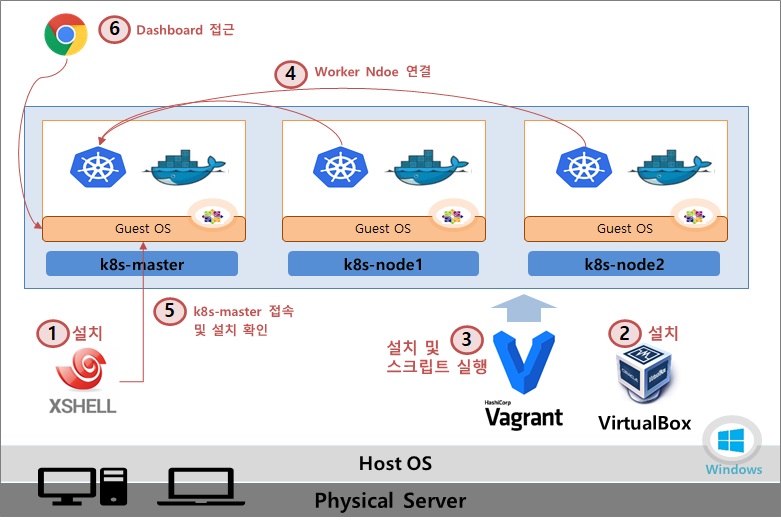 6 Dashboard 접근
4 Worker Ndoe 연결
Guest OS
Guest OS
Guest OS
k8s-master
k8s-node1
k8s-node2
5 k8s-master 접속
및 설치 확인
1 설치
XSHELL
설치 및
스크립트 실행
3
HashiCorp
Vagrant
2 설치
VirtualBox
Windows
Host OS
Physical Server